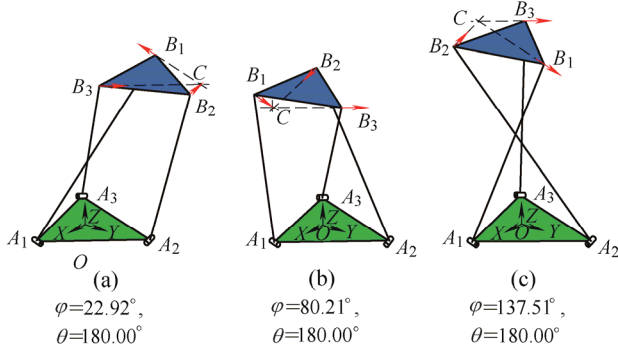 B₁
C
B₃
B₂
A₃
Z
X
Y
A₁
A₂
O
(a)
φ=22.92°,
θ=180.00°
B₂
B₁
C
B₃
A₃
Z
X
O
Y
A₁
A₂
(b)
φ=80.21°,
θ=180.00°
C
B₃
B₂
B₁
A₃
Z
X
O
Y
A₁
A₂
(c)
φ=137.51°,
θ=180.00°